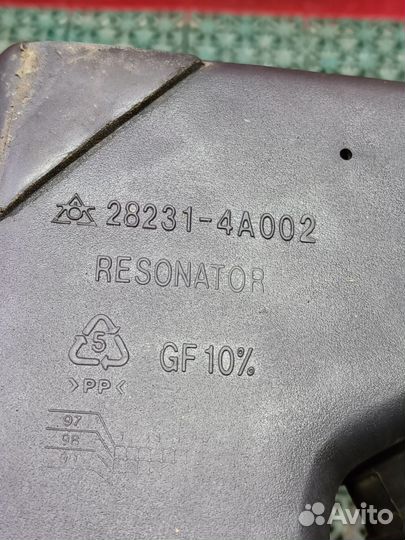 28231-4A002
RESONATOR
5
GF 10%
>PP<
97
98
Avito